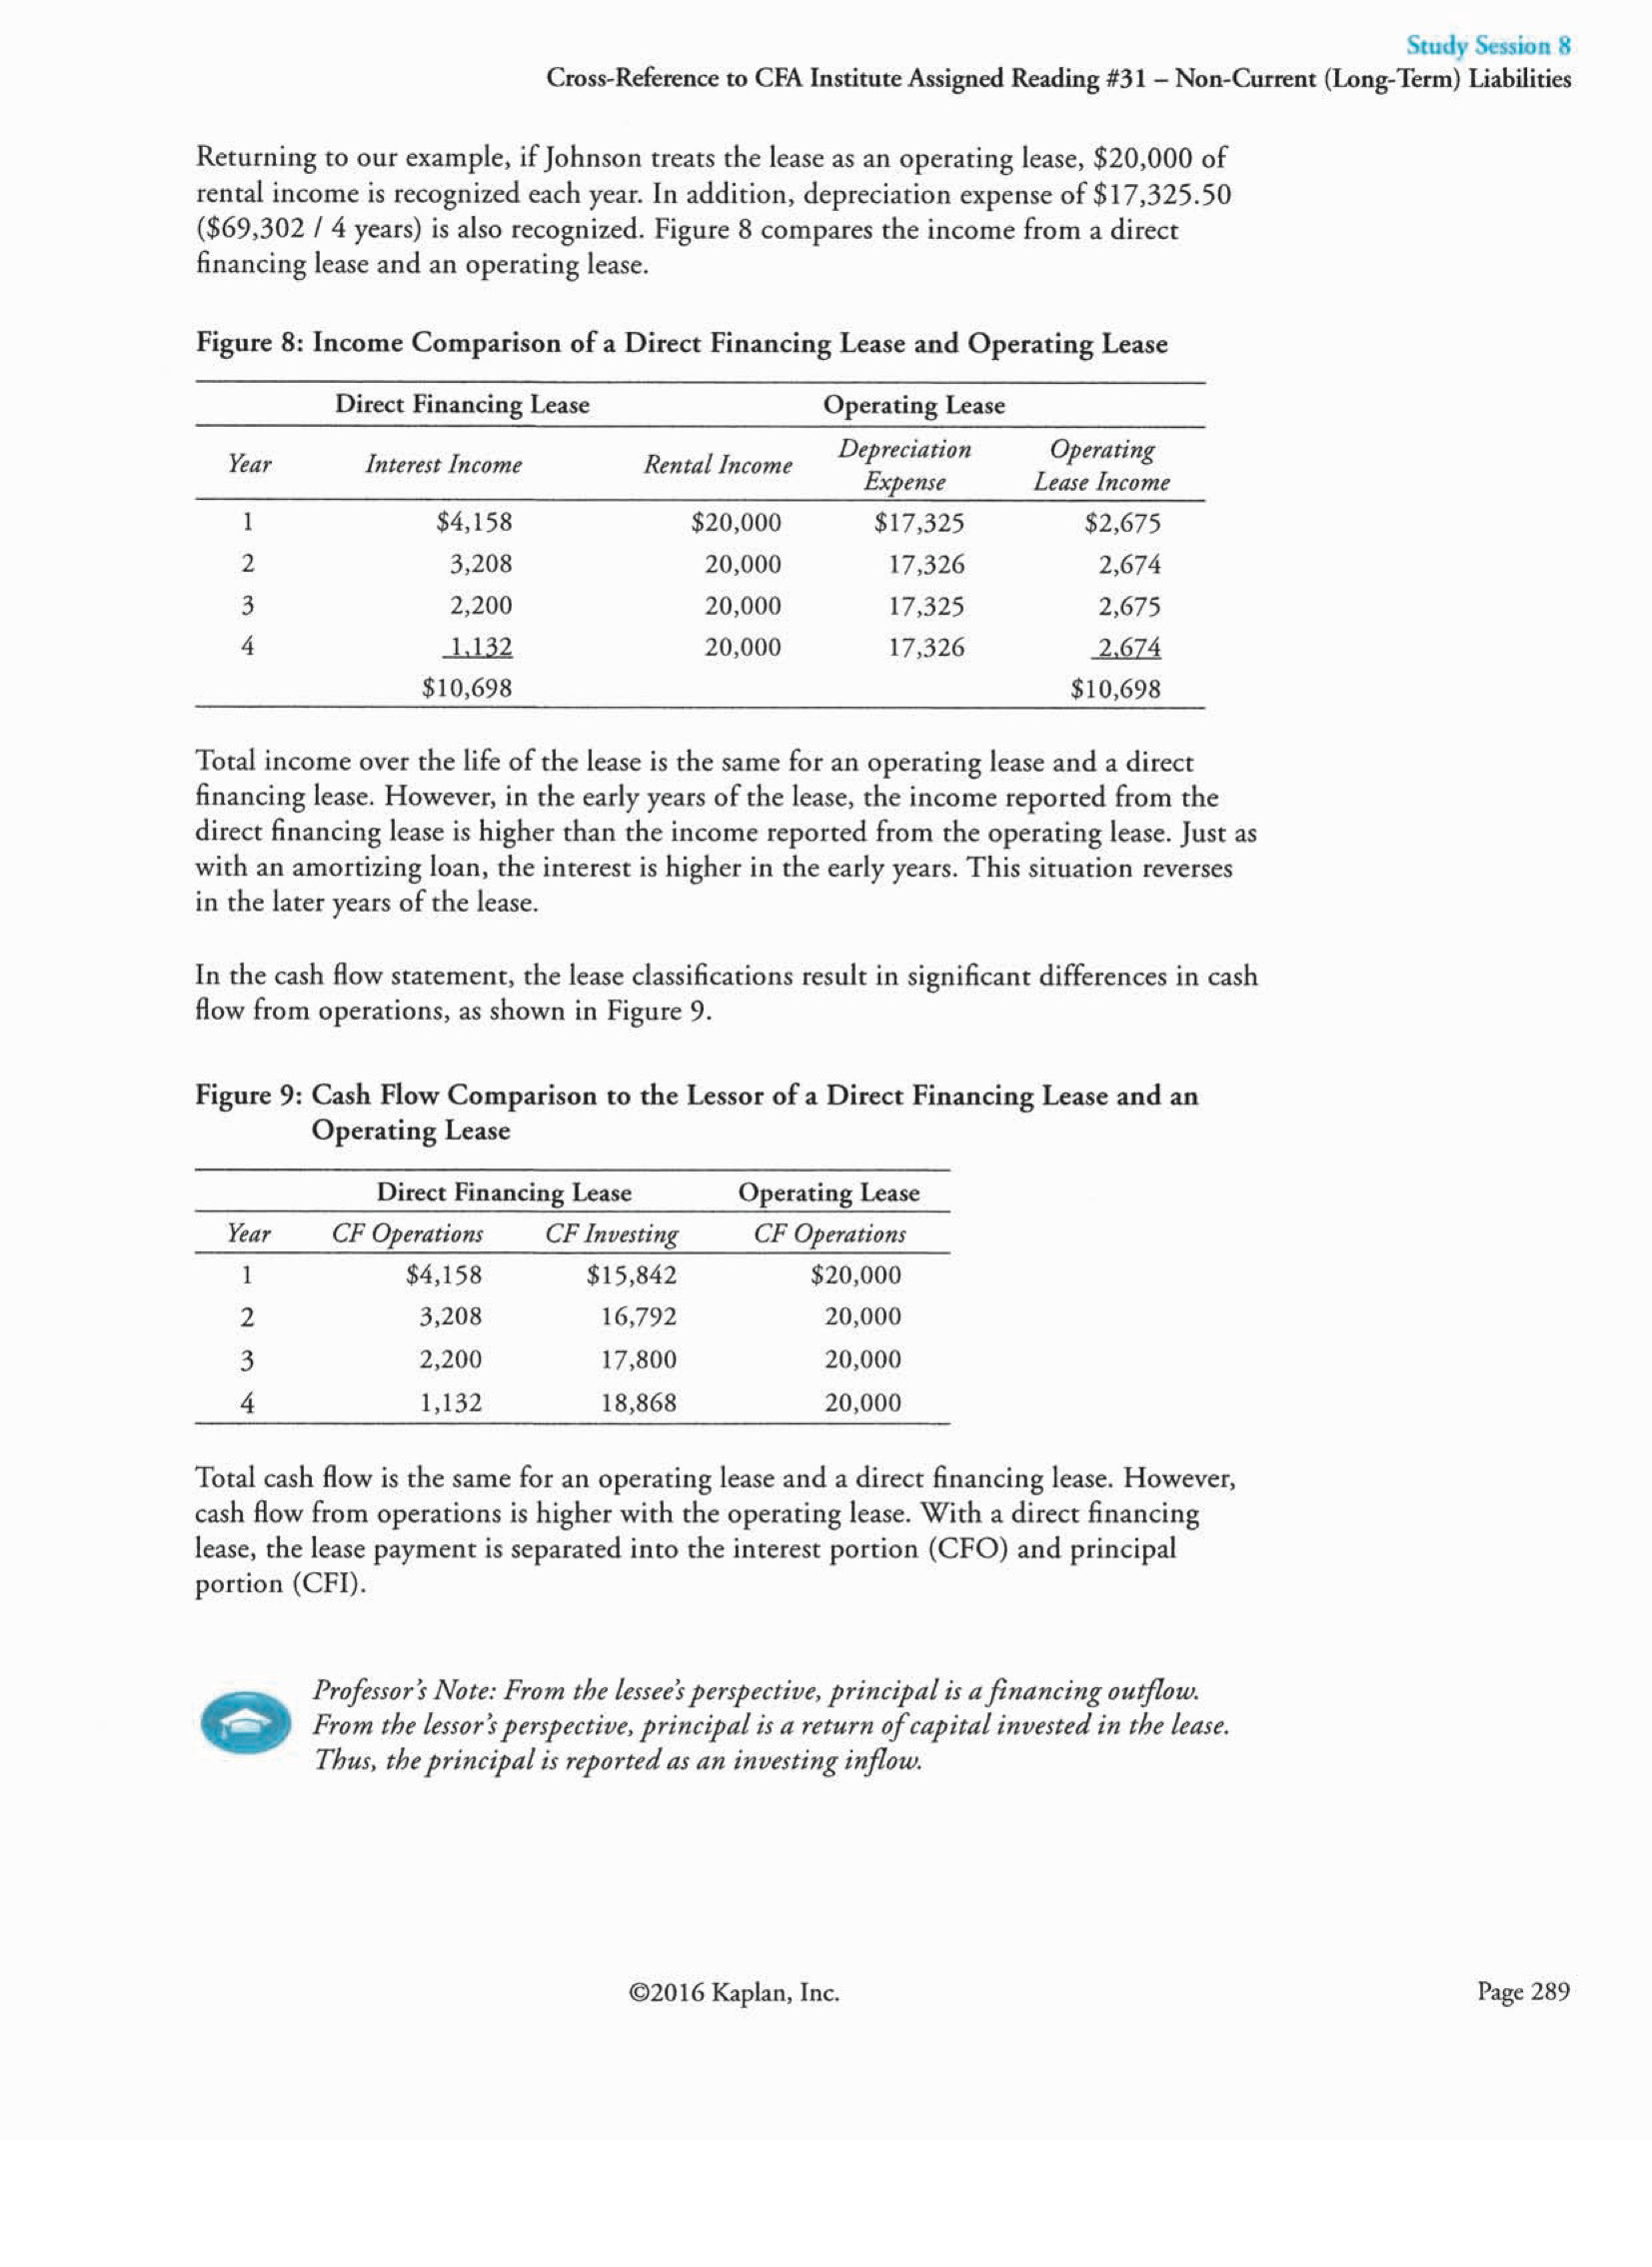 Study Session 8
Cross-Reference to CFA Institute Assigned Reading #31 – Non-Current (Long-Term) Liabilities
Returning to our example, if Johnson treats the lease as an operating lease, $20,000 of
rental income is recognized each year. In addition, depreciation expense of $17,325.50
($69,302 / 4 years) is also recognized. Figure 8 compares the income from a direct
financing lease and an operating lease.
Figure 8: Income Comparison of a Direct Financing Lease and Operating Lease
Direct Financing Lease Operating Lease
Year Interest Income Rental Income Depreciation Expense Operating Lease Income
1 $4,158 $20,000 $17,325 $2,675
2 3,208 20,000 17,326 2,674
3 2,200 20,000 17,325 2,675
4 1,132 20,000 17,326 2,674
$10,698 $10,698
Total income over the life of the lease is the same for an operating lease and a direct
financing lease. However, in the early years of the lease, the income reported from the
direct financing lease is higher than the income reported from the operating lease. Just as
with an amortizing loan, the interest is higher in the early years. This situation reverses
in the later years of the lease.
In the cash flow statement, the lease classifications result in significant differences in cash
flow from operations, as shown in Figure 9.
Figure 9: Cash Flow Comparison to the Lessor of a Direct Financing Lease and an
Operating Lease
Direct Financing Lease Operating Lease
Year CF Operations CF Investing CF Operations
1 $4,158 $15,842 $20,000
2 3,208 16,792 20,000
3 2,200 17,800 20,000
4 1,132 18,868 20,000
Total cash flow is the same for an operating lease and a direct financing lease. However,
cash flow from operations is higher with the operating lease. With a direct financing
lease, the lease payment is separated into the interest portion (CFO) and principal
portion (CFI).
Professor's Note: From the lessee's perspective, principal is a financing outflow.
From the lessor's perspective, principal is a return of capital invested in the lease.
Thus, the principal is reported as an investing inflow.
©2016 Kaplan, Inc. Page 289